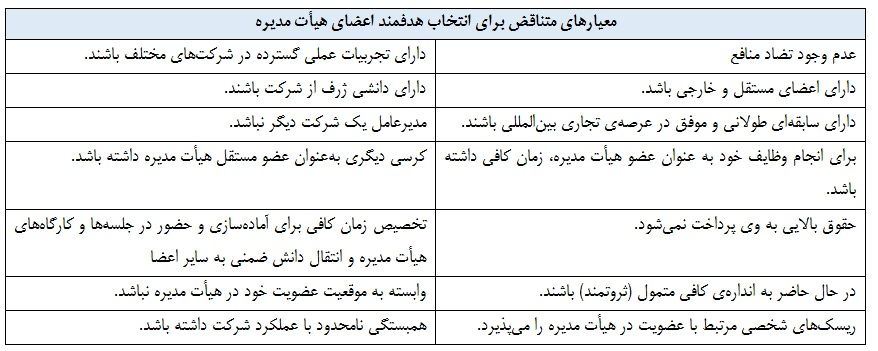 معیارهای متناقض برای انتخاب هدفمند اعضای هیأت مدیره
عدم وجود تضاد منافع
دارای تجربیات عملی گسترده در شرکت‌های مختلف باشند.
دارای اعضای مستقل و خارجی باشد.
دارای دانشی ژرف از شرکت باشند.
دارای سابقه‌ای طولانی و موفق در عرصه‌ی تجاری بین‌المللی باشند.
مدیرعامل یک شرکت دیگر نباشد.
برای انجام وظایف خود به عنوان عضو هیأت مدیره، زمان کافی داشته
باشد.
کرسی دیگری به‌عنوان عضو مستقل هیأت مدیره داشته باشد.
حقوق بالایی به وی پرداخت نمی‌شود.
تخصیص زمان کافی برای آماده‌سازی و حضور در جلسه‌ها و کارگاه‌های
هیأت مدیره و انتقال دانش ضمنی به سایر اعضا
در حال حاضر به اندازه‌ی کافی متمول (ثروتمند) باشند.
وابسته به موقعیت عضویت خود در هیأت مدیره نباشد.
ریسک‌های شخصی مرتبط با عضویت در هیأت مدیره را می‌پذیرد.
همبستگی نامحدود با عملکرد شرکت داشته باشد.